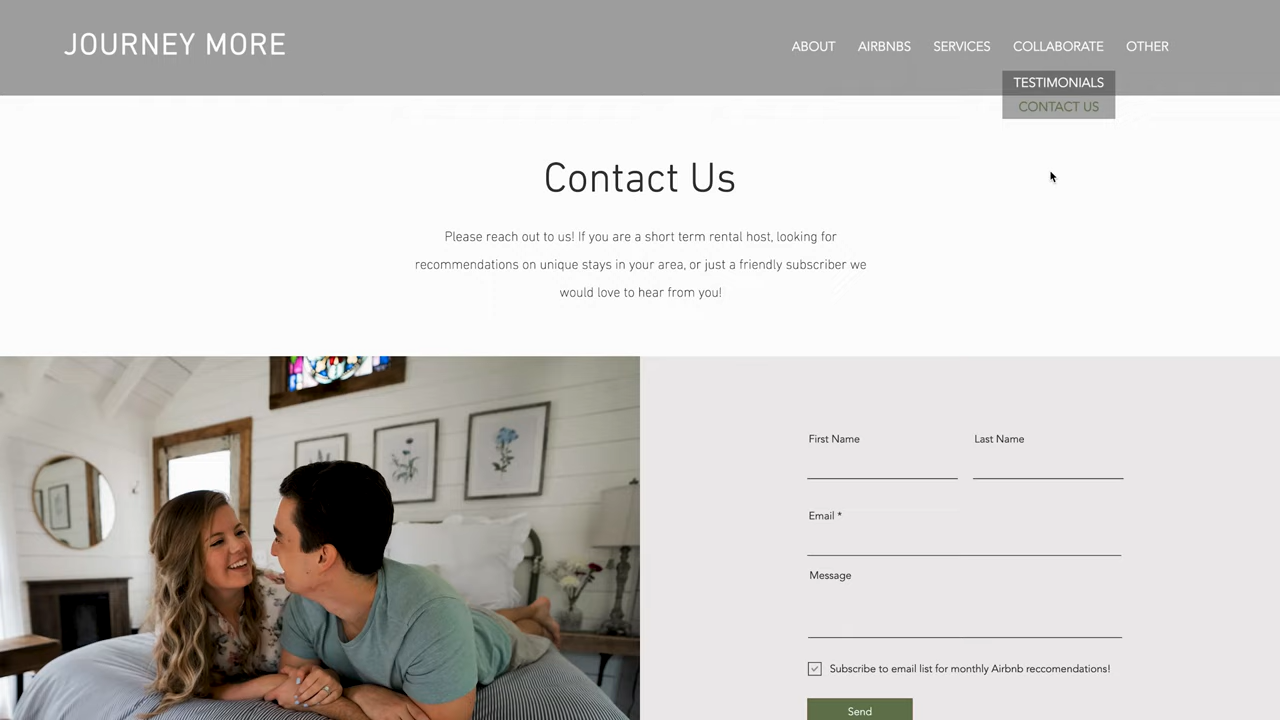 JOURNEY MORE
ABOUT AIRBNBS SERVICES COLLABORATE OTHER
TESTIMONIALS
CONTACT US
Contact Us
Please reach out to us! If you are a short term rental host, looking for
recommendations on unique stays in your area, or just a friendly subscriber we
would love to hear from you!
First Name Last Name
Email *
Message
Subscribe to email list for monthly Airbnb reccomendations!
Send